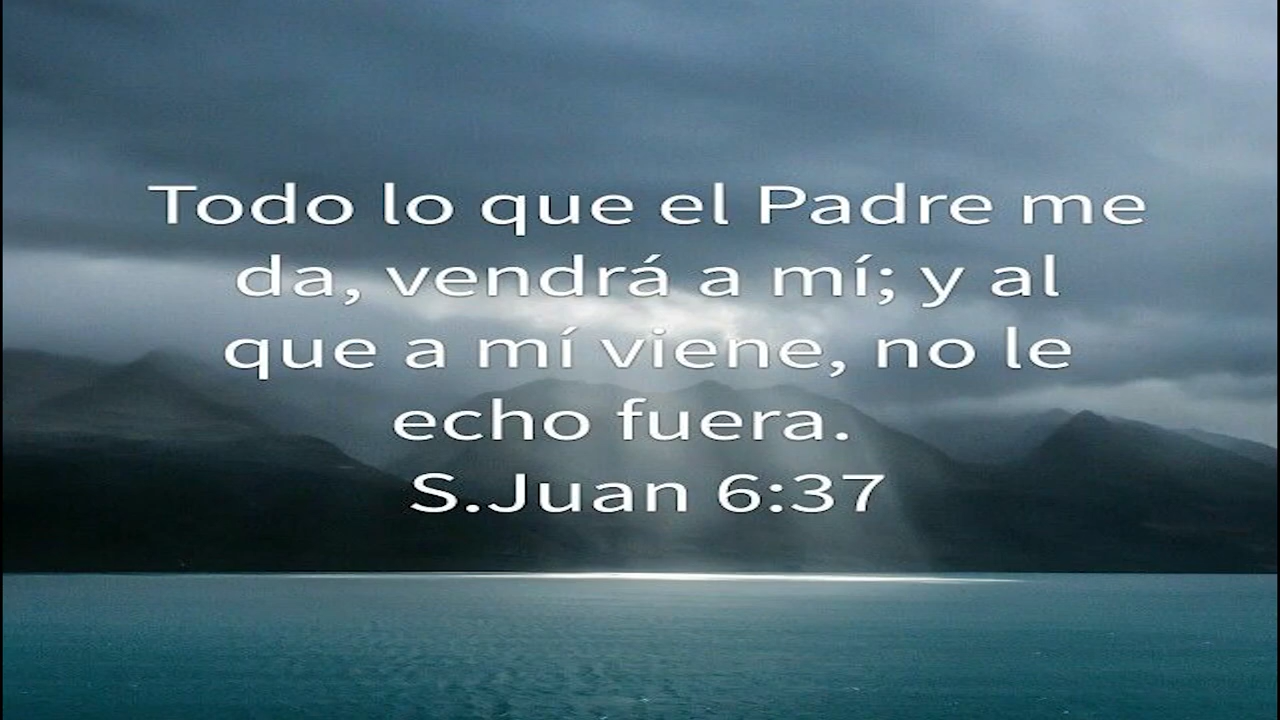 Todo lo que el Padre me
da, vendrá a mí; y al
que a mí viene, no le
echo fuera.
S.Juan 6:37